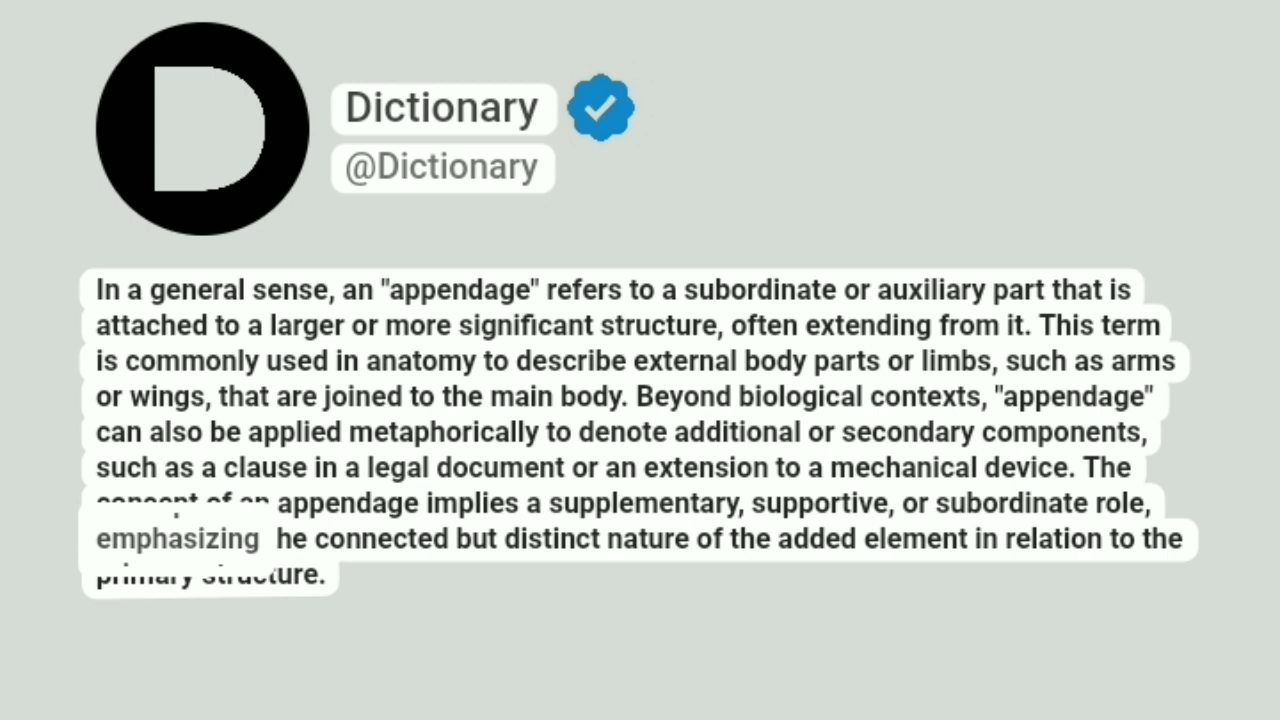 D
Dictionary
@Dictionary
In a general sense, an "appendage" refers to a subordinate or auxiliary part that is
attached to a larger or more significant structure, often extending from it. This term
is commonly used in anatomy to describe external body parts or limbs, such as arms
or wings, that are joined to the main body. Beyond biological contexts, "appendage"
can also be applied metaphorically to denote additional or secondary components,
such as a clause in a legal document or an extension to a mechanical device. The
concept of an appendage implies a supplementary, supportive, or subordinate role,
emphasizing he connected but distinct nature of the added element in relation to the
primary structure.